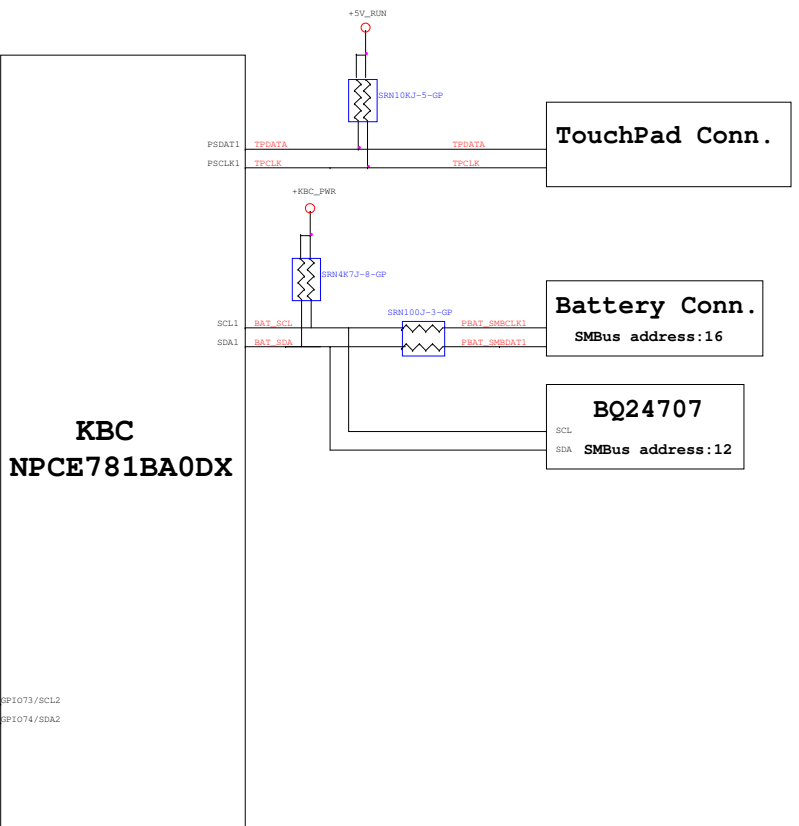 +5V_RUN
SRN10KJ-5-GP
PSDAT1 TPDATA TPDATA
TouchPad Conn.
PSCLK1 TPCLK TPCLK
+KBC_PWR
SRN4K7J-8-GP
SRN100J-3-GP
Battery Conn.
SCL1 BAT_SCL PBAT_SMBCLK1
SMBus address:16
SDA1 BAT_SDA PBAT_SMBDAT1
BQ24707
SCL
SDA SMBus address:12
KBC
NPCE781BA0DX
GPIO73/SCL2
GPIO74/SDA2